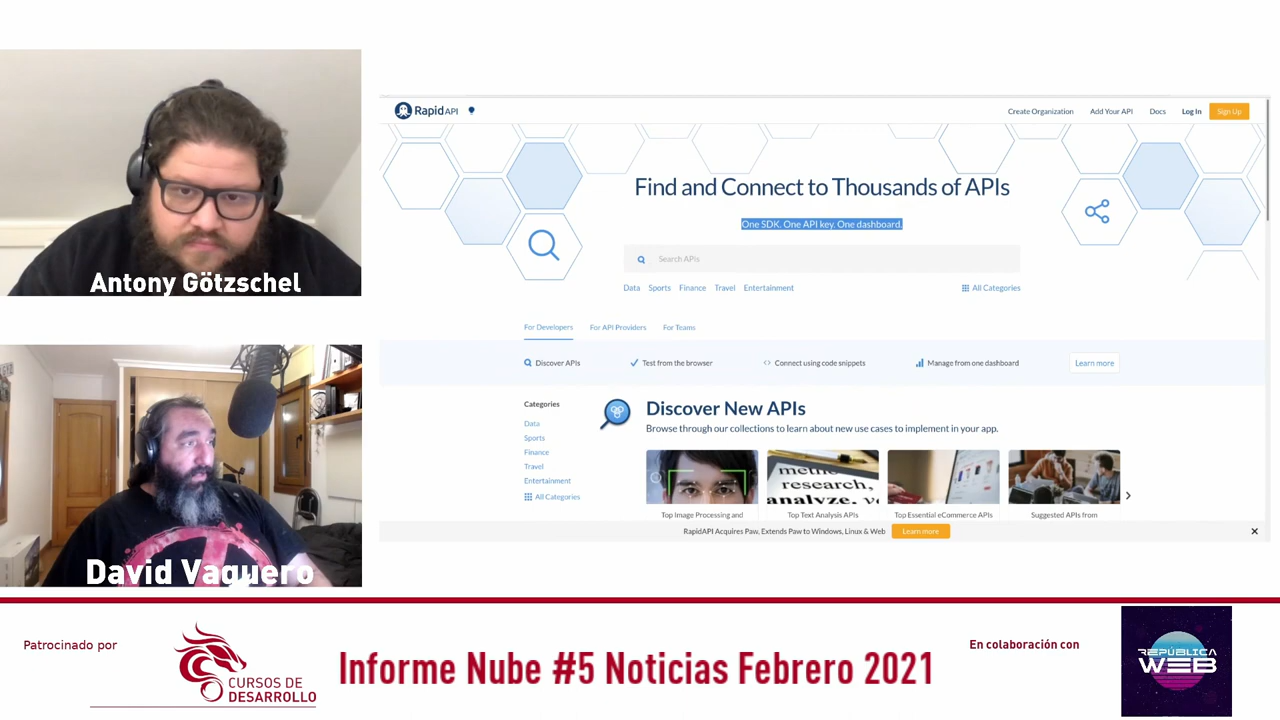 Antony Götzschel
David Vaquero
Rapid API
Create Organization
Add Your API
Docs
Log In
Sign Up
Find and Connect to Thousands of APIs
One SDK. One API key. One dashboard.
Search APIs
Data
Sports
Finance
Travel
Entertainment
All Categories
For Developers
For API Providers
For Teams
Discover APIs
Test from the browser
Connect using code snippets
Manage from one dashboard
Learn more
Categories
Data
Sports
Finance
Travel
Entertainment
All Categories
Discover New APIs
Browse through our collections to learn about new use cases to implement in your app.
metho
research,
analyze,
Top Image Processing and
Top Text Analysis APIs
Top Essential eCommerce APIs
Suggested APIs from
RapidAPI Acquires Paw, Extends Paw to Windows, Linux & Web
Learn more
Patrocinado por
CURSOS DE
DESARROLLO
Informe Nube #5 Noticias Febrero 2021
En colaboración con
REPÚBLICA
WEB